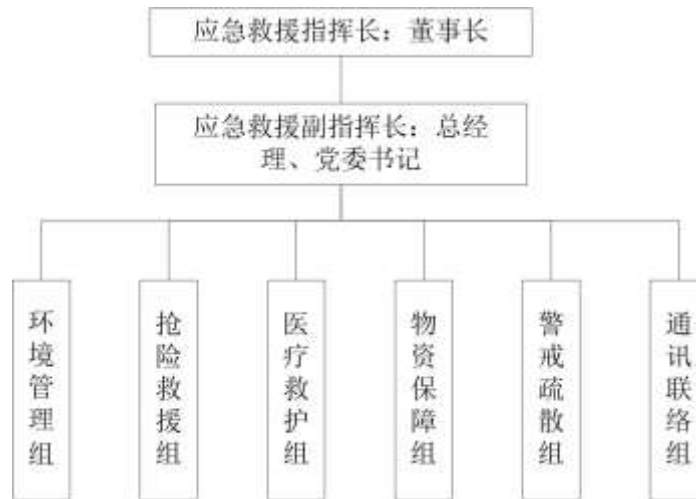 应急救援指挥长：董事长
应急救援副指挥长：总经
理、党委书记
环境管理组
抢险救援组
医疗救护组
物资保障组
警戒疏散组
通讯联络组